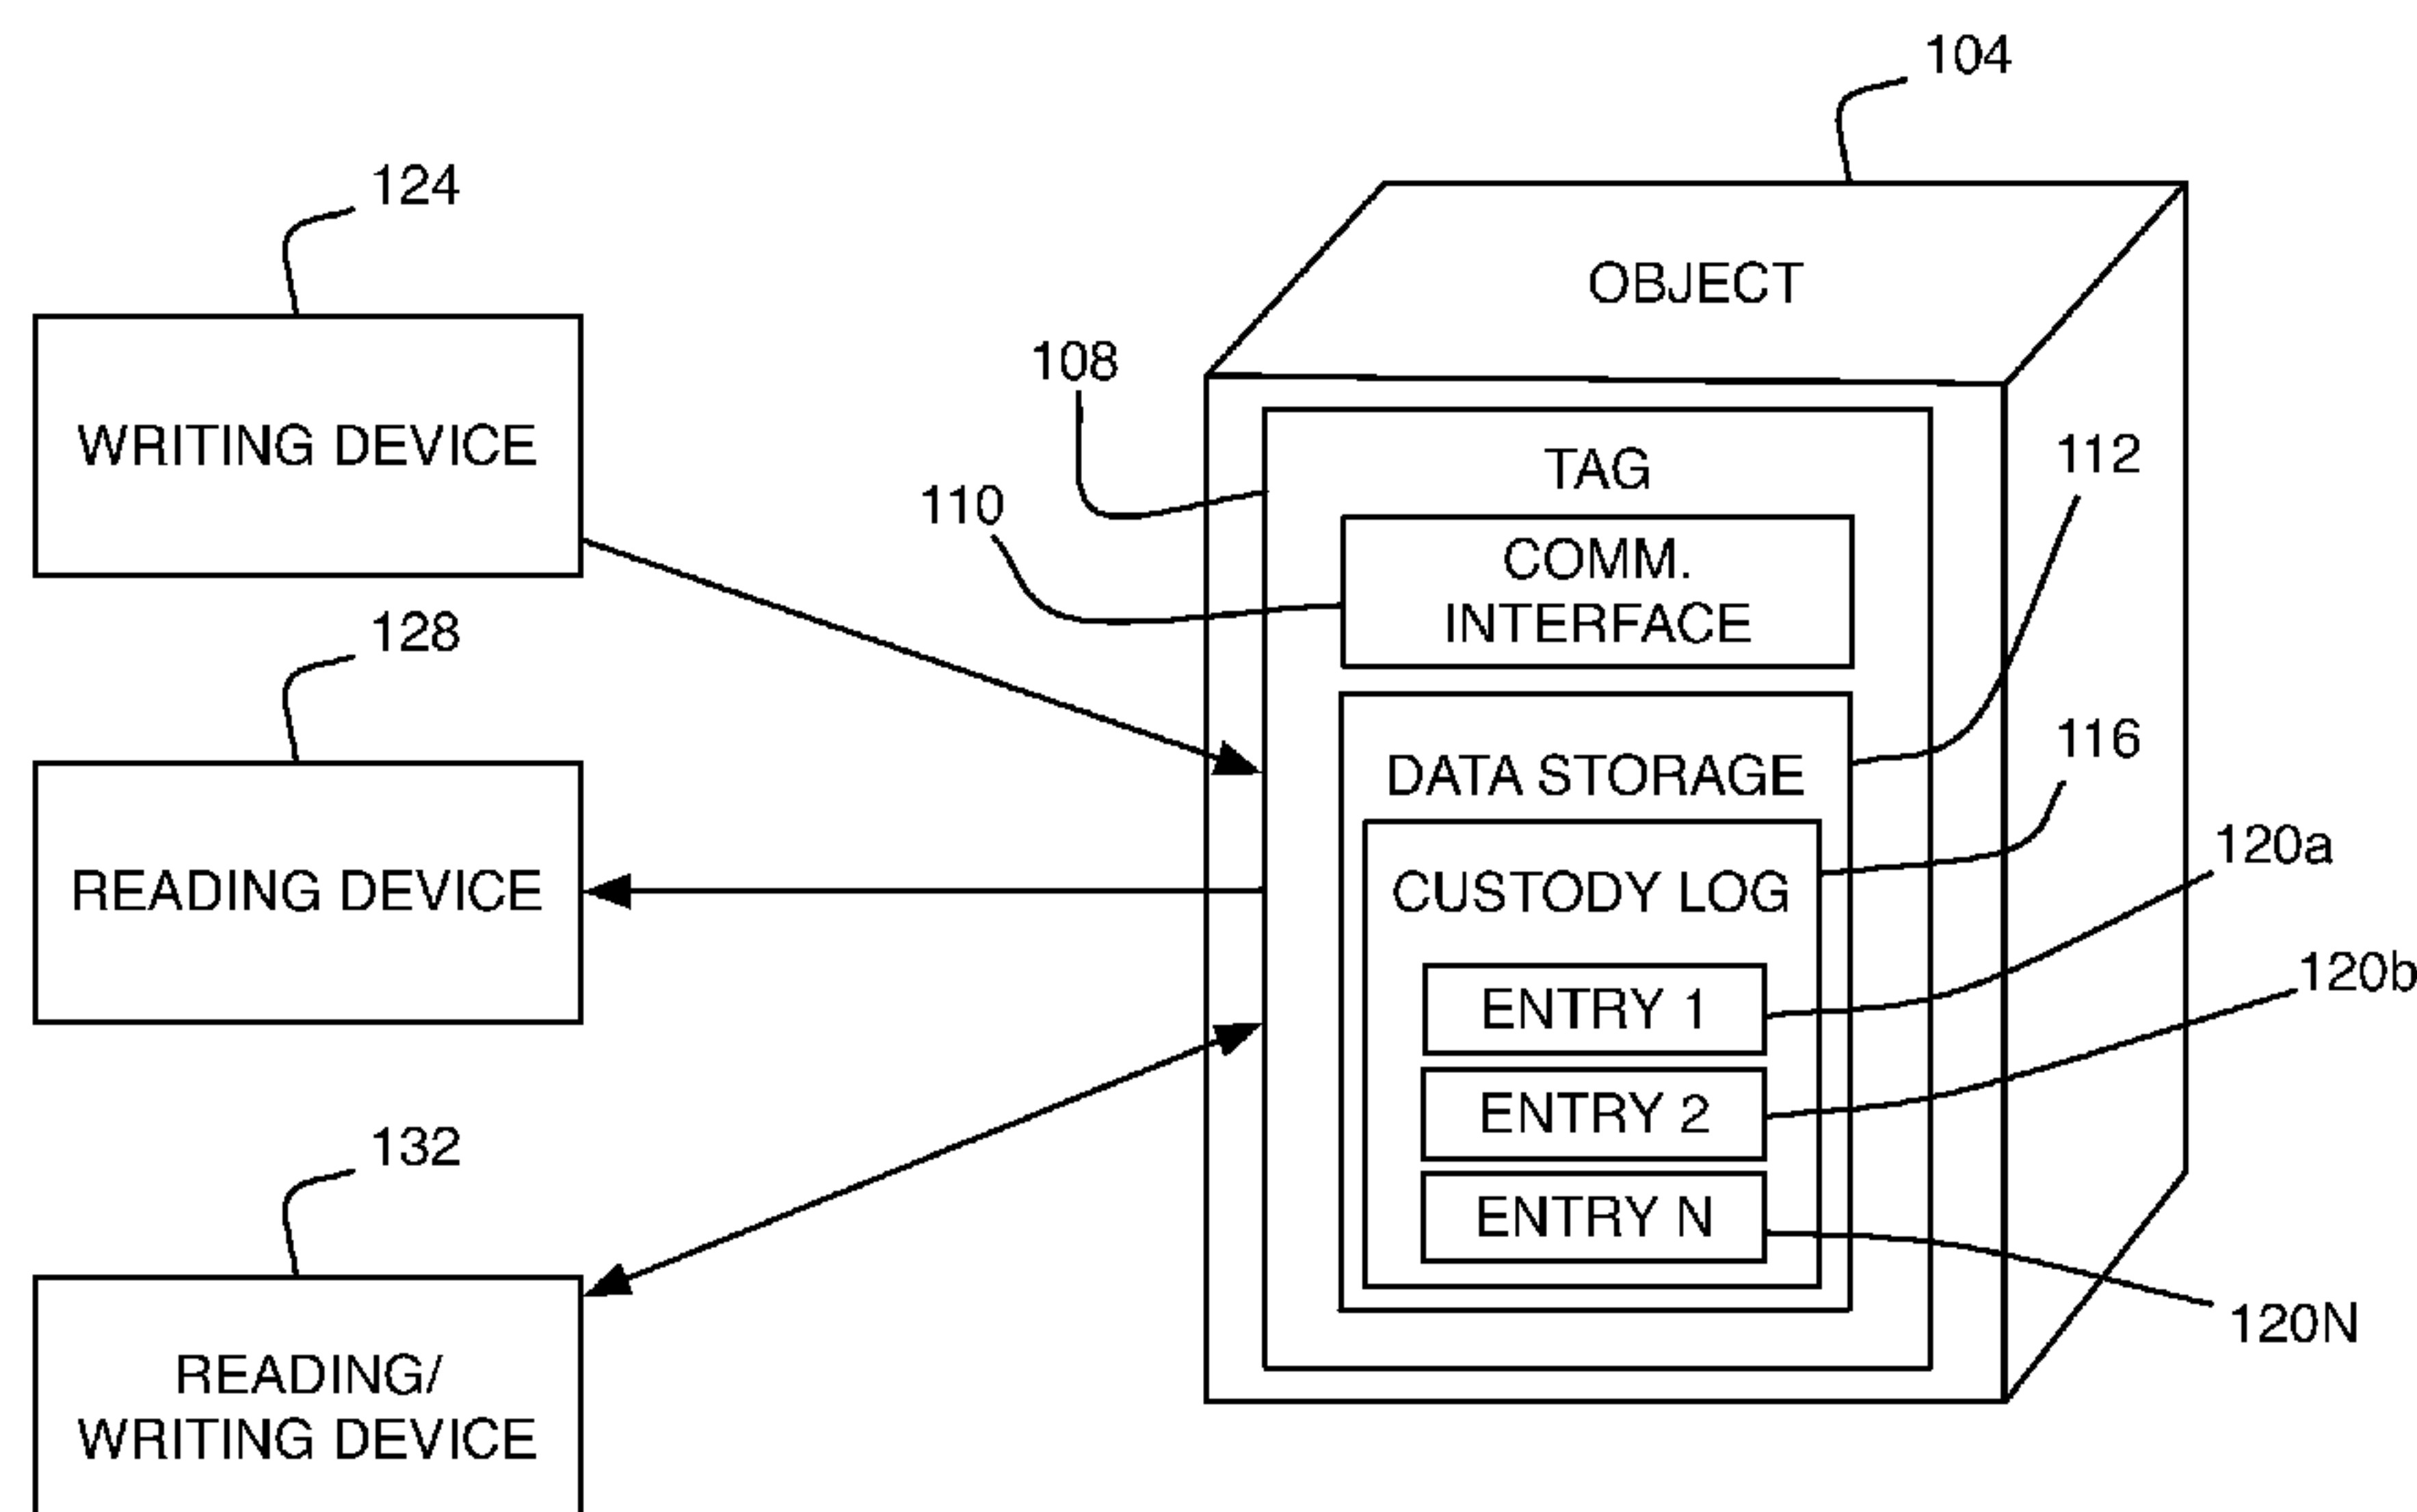 104
124
OBJECT
108
WRITING DEVICE
TAG
112
110
COMM.
INTERFACE
128
DATA STORAGE
116
120a
READING DEVICE
CUSTODY LOG
120b
ENTRY 1
ENTRY 2
132
ENTRY N
120N
READING/
WRITING DEVICE